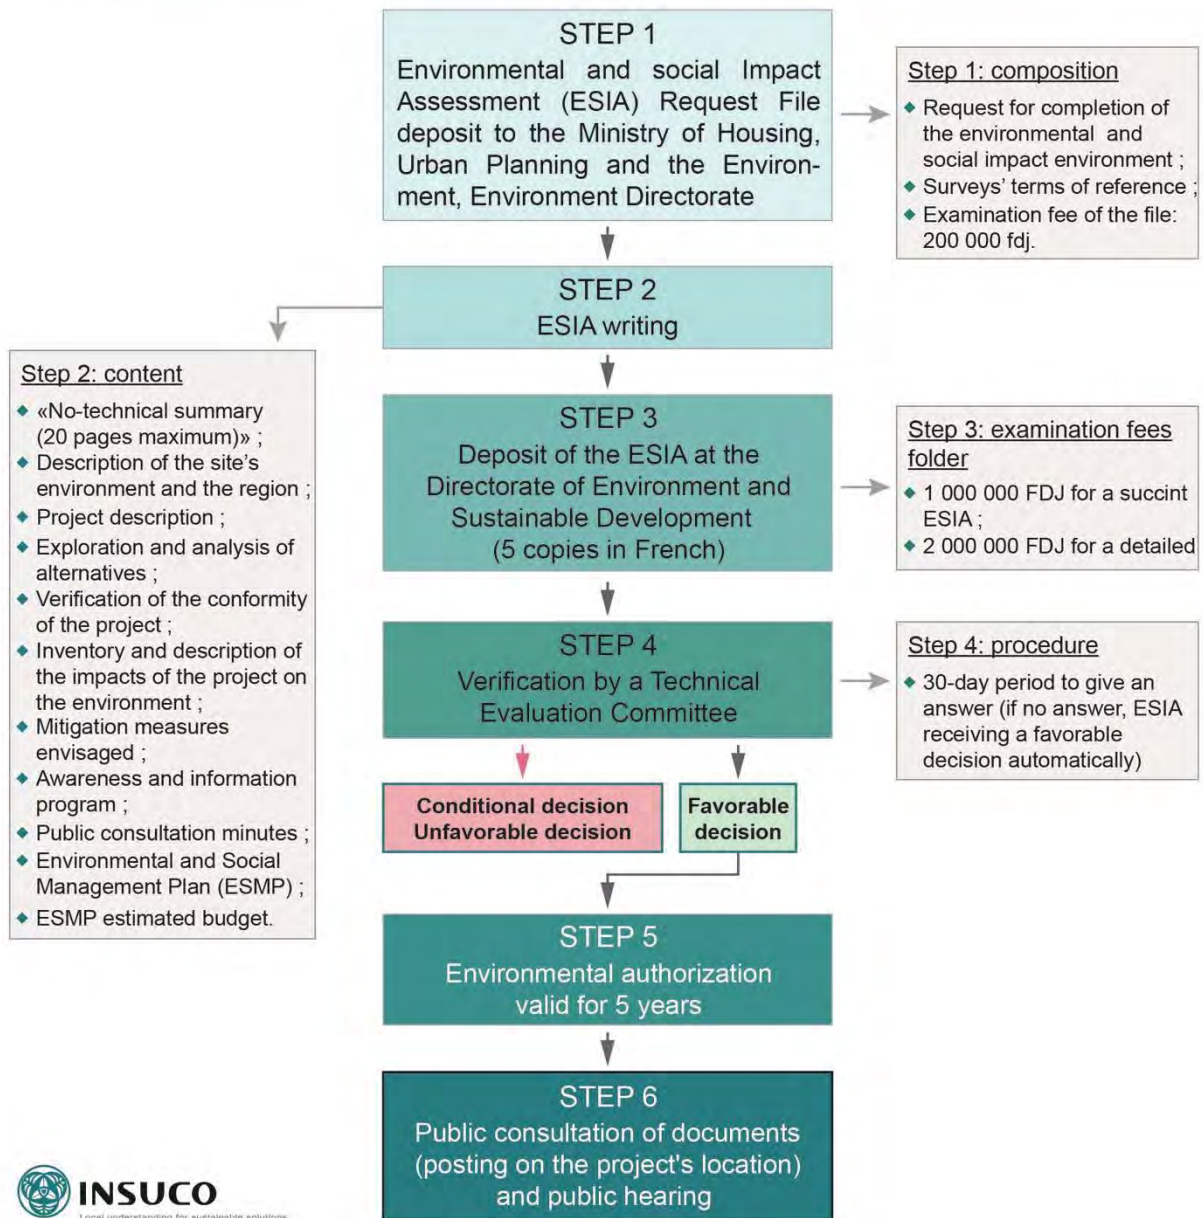 STEP 1
Environmental and social Impact
Assessment (ESIA) Request File
deposit to the Ministry of Housing,
Urban Planning and the Environ-
ment, Environment Directorate
Step 1: composition
Request for completion of
the environmental and
social impact environment ;
Surveys' terms of reference ;
Examination fee of the file:
200 000 fdj.
STEP 2
ESIA writing
Step 2: content
«No-technical summary
(20 pages maximum)» ;
Description of the site's
environment and the region ;
Project description ;
Exploration and analysis of
alternatives ;
Verification of the conformity
of the project ;
Inventory and description of
the impacts of the project on
the environment ;
Mitigation measures
envisaged ;
Awareness and information
program ;
Public consultation minutes ;
Environmental and Social
Management Plan (ESMP) ;
ESMP estimated budget.
STEP 3
Deposit of the ESIA at the
Directorate of Environment and
Sustainable Development
(5 copies in French)
Step 3: examination fees
folder
1 000 000 FDJ for a succint
ESIA ;
2 000 000 FDJ for a detailed
STEP 4
Verification by a Technical
Evaluation Committee
Step 4: procedure
30-day period to give an
answer (if no answer, ESIA
receiving a favorable
decision automatically)
Conditional decision
Unfavorable decision
Favorable
decision
STEP 5
Environmental authorization
valid for 5 years
STEP 6
Public consultation of documents
(posting on the project's location)
and public hearing
INSUCO
Local understanding for sustainable solutions